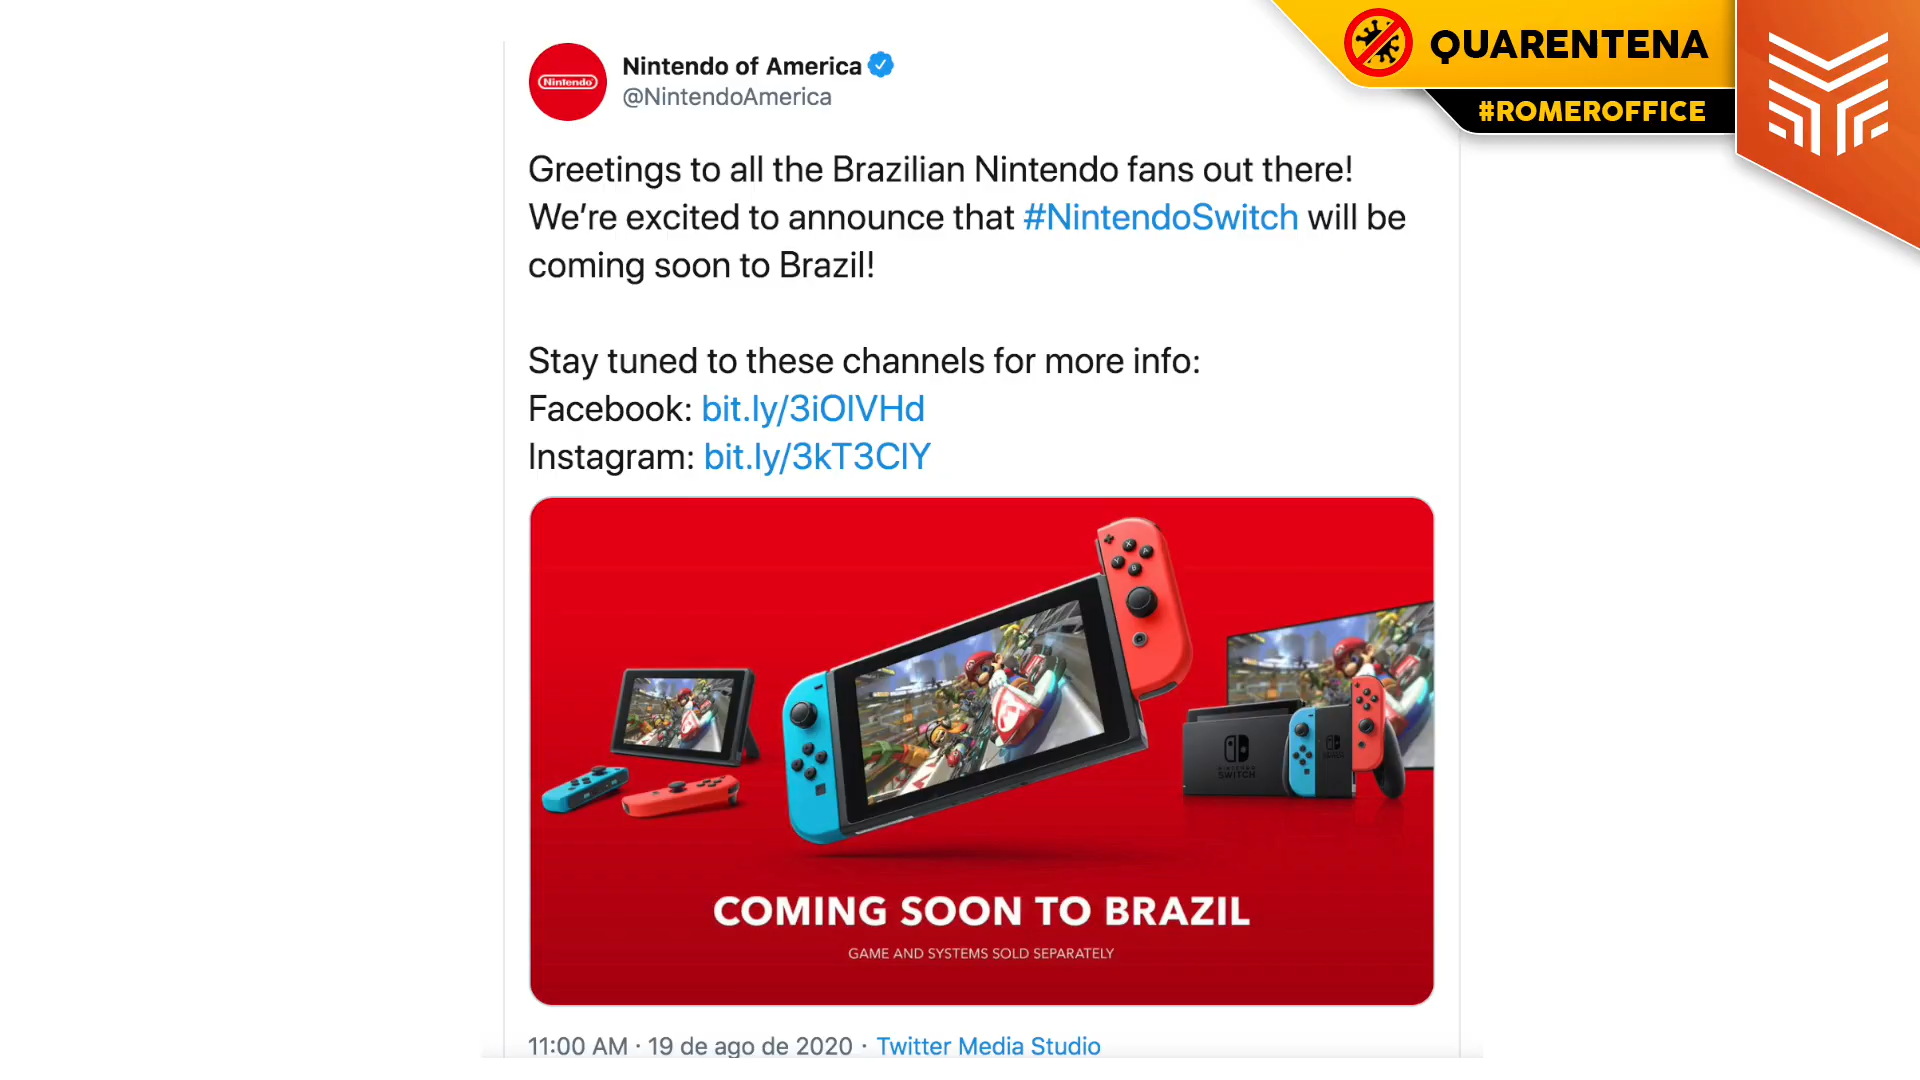 Nintendo
Nintendo of America
@NintendoAmerica
QUARENTENA
#ROMEROFFICE
Greetings to all the Brazilian Nintendo fans out there!
We’re excited to announce that #NintendoSwitch will be
coming soon to Brazil!
Stay tuned to these channels for more info:
Facebook: bit.ly/3iOlVHd
Instagram: bit.ly/3kT3ClY
NINTENDO
SWITCH
COMING SOON TO BRAZIL
GAME AND SYSTEMS SOLD SEPARATELY
11:00 AM · 19 de ago de 2020 · Twitter Media Studio